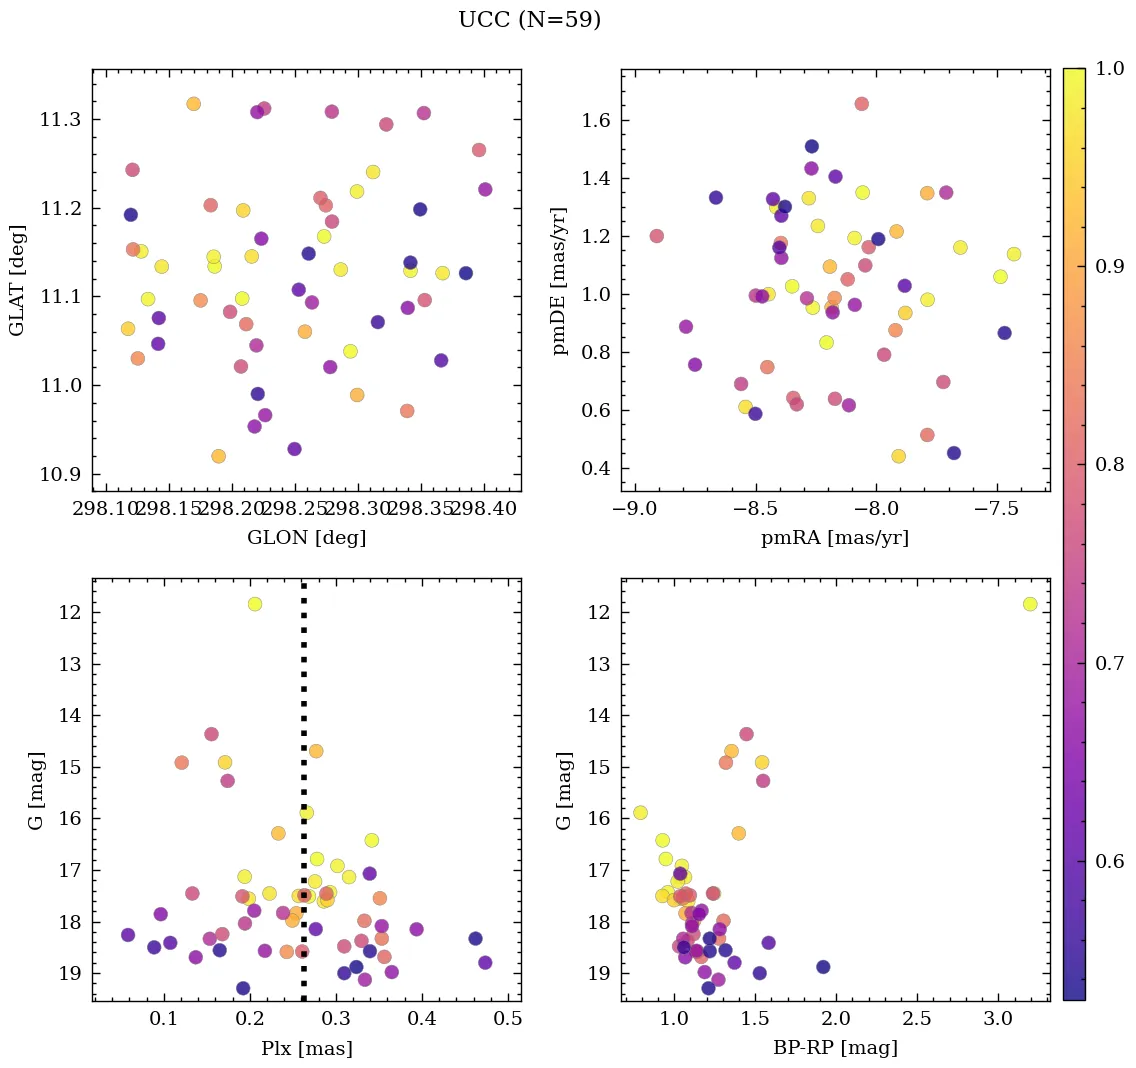 UCC (N=59)
11.3
11.2
11.1
11.0
10.9
GLAT [deg]
298.10 298.15 298.20 298.25 298.30 298.35 298.40
GLON [deg]
1.6
1.4
1.2
1.0
0.8
0.6
0.4
pmDE [mas/yr]
−9.0 −8.5 −8.0 −7.5
pmRA [mas/yr]
12
13
14
15
16
17
18
19
G [mag]
0.1 0.2 0.3 0.4 0.5
Plx [mas]
12
13
14
15
16
17
18
19
G [mag]
1.0 1.5 2.0 2.5 3.0
BP-RP [mag]
1.0
0.9
0.8
0.7
0.6